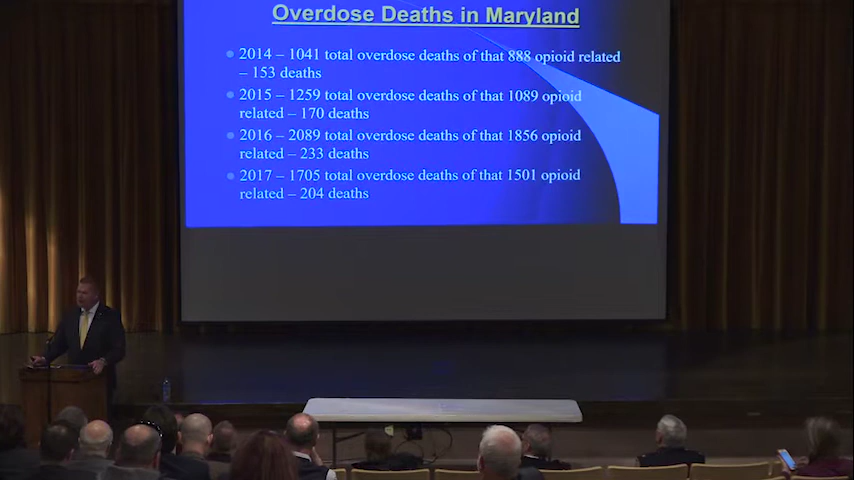 Overdose Deaths in Maryland
2014 – 1041 total overdose deaths of that 888 opioid related
– 153 deaths
2015 – 1259 total overdose deaths of that 1089 opioid
related – 170 deaths
2016 – 2089 total overdose deaths of that 1856 opioid
related – 233 deaths
2017 – 1705 total overdose deaths of that 1501 opioid
related – 204 deaths